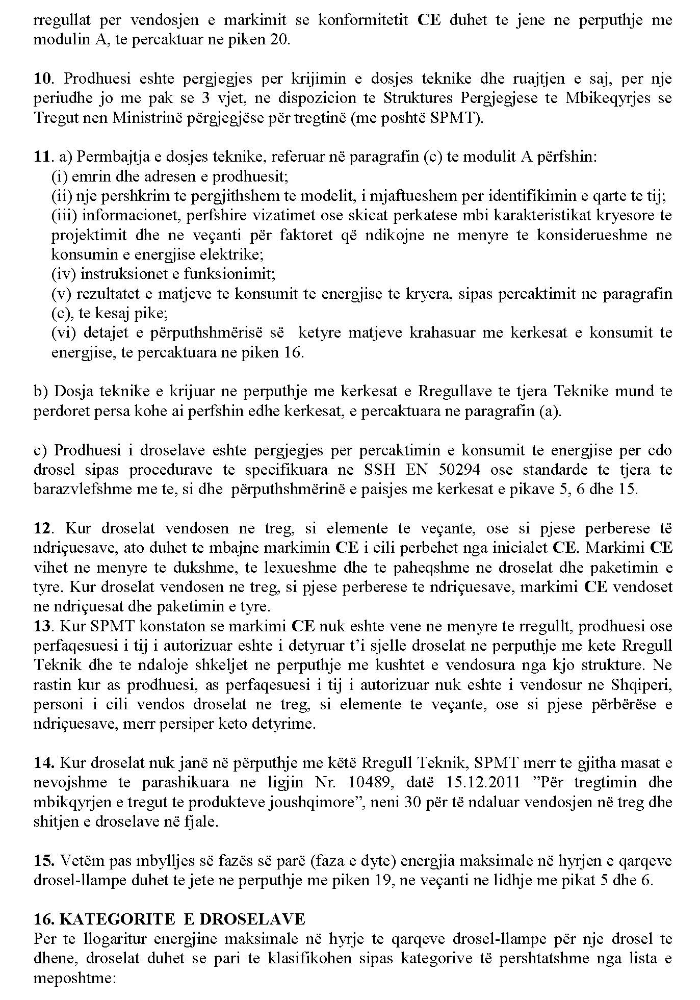 rregullat per vendosjen e markimit se konformitetit CE duhet te jene ne perputhje me
modulin A, te percaktuar ne piken 20.
10. Prodhuesi eshte pergjegjes per krijimin e dosjes teknike dhe ruajtjen e saj, per nje
periudhe jo me pak se 3 vjet, ne dispozicion te Struktures Pergjegjese te Mbikeqyrjes se
Tregut nen Ministrinë përgjegjëse për tregtinë (me poshtë SPMT).
11. a) Permbajtja e dosjes teknike, referuar në paragrafin (c) te modulit A përfshin:
(i) emrin dhe adresen e prodhuesit;
(ii) nje pershkrim te pergjithshem te modelit, i mjaftueshem per identifikimin e qarte te tij;
(iii) informacionet, perfshire vizatimet ose skicat perkatese mbi karakteristikat kryesore te
projektimit dhe ne veçanti për faktoret që ndikojne ne menyre te konsiderueshme ne
konsumin e energjise elektrike;
(iv) instruksionet e funksionimit;
(v) rezultatet e matjeve te konsumit te energjise te kryera, sipas percaktimit ne paragrafin
(c), te kesaj pike;
(vi) detajet e përputhshmërisë së ketyre matjeve krahasuar me kerkesat e konsumit te
energjise, te percaktuara ne piken 16.
b) Dosja teknike e krijuar ne perputhje me kerkesat e Rregullave te tjera Teknike mund te
perdoret persa kohe ai perfshin edhe kerkesat, e percaktuara ne paragrafin (a).
c) Prodhuesi i droselave eshte pergjegjes per percaktimin e konsumit te energjise per cdo
drosel sipas procedurave te specifikuara ne SSH EN 50294 ose standarde te tjera te
barazvlefshme me te, si dhe përputhshmërinë e paisjes me kerkesat e pikave 5, 6 dhe 15.
12. Kur droselat vendosen ne treg, si elemente te veçante, ose si pjese perberese të
ndriçuesave, ato duhet te mbajne markimin CE i cili perbehet nga inicialet CE. Markimi CE
vihet ne menyre te dukshme, te lexueshme dhe te paheqshme ne droselat dhe paketimin e
tyre. Kur droselat vendosen ne treg, si pjese perberese te ndriçuesave, markimi CE vendoset
ne ndriçuesat dhe paketimin e tyre.
13. Kur SPMT konstaton se markimi CE nuk eshte vene ne menyre te rregullt, prodhuesi ose
perfaqesuesi i tij i autorizuar eshte i detyruar t’i sjelle droselat ne perputhje me kete Rregull
Teknik dhe te ndaloje shkeljet ne perputhje me kushtet e vendosura nga kjo strukture. Ne
rastin kur as prodhuesi, as perfaqesuesi i tij i autorizuar nuk eshte i vendosur ne Shqiperi,
personi i cili vendos droselat ne treg, si elemente te veçante, ose si pjese përbërëse e
ndriçuesave, merr persiper keto detyrime.
14. Kur droselat nuk janë në përputhje me këtë Rregull Teknik, SPMT merr te gjitha masat e
nevojshme te parashikuara ne ligjin Nr. 10489, datë 15.12.2011 ”Për tregtimin dhe
mbikqyrjen e tregut te produkteve joushqimore”, neni 30 për të ndaluar vendosjen në treg dhe
shitjen e droselave në fjale.
15. Vetëm pas mbylljes së fazës së parë (faza e dyte) energjia maksimale në hyrjen e qarqeve
drosel-llampe duhet te jete ne perputhje me piken 19, ne veçanti ne lidhje me pikat 5 dhe 6.
16. KATEGORITE E DROSELAVE
Per te llogaritur energjine maksimale në hyrje te qarqeve drosel-llampe për nje drosel te
dhene, droselat duhet se pari te klasifikohen sipas kategorive të pershtatshme nga lista e
meposhtme: